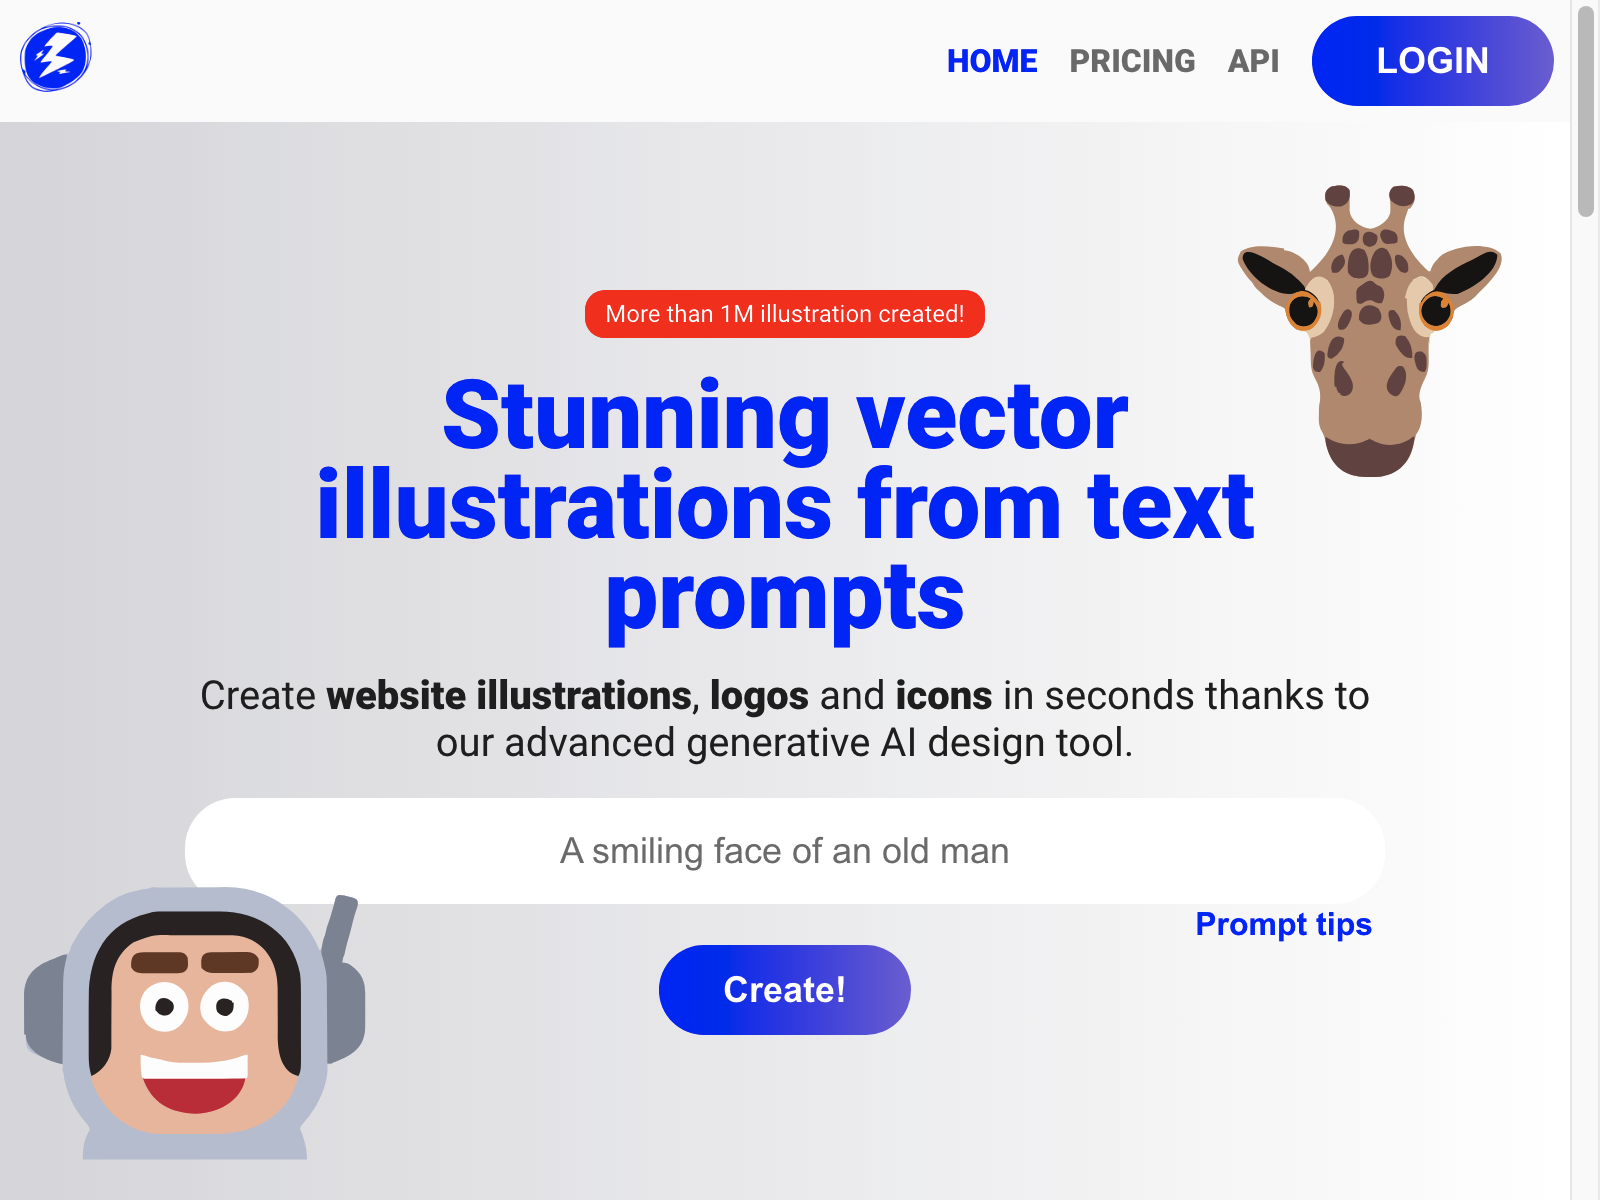 HOME PRICING API LOGIN
More than 1M illustration created!
Stunning vector
illustrations from text
prompts
Create website illustrations, logos and icons in seconds thanks to
our advanced generative AI design tool.
A smiling face of an old man
Prompt tips
Create!